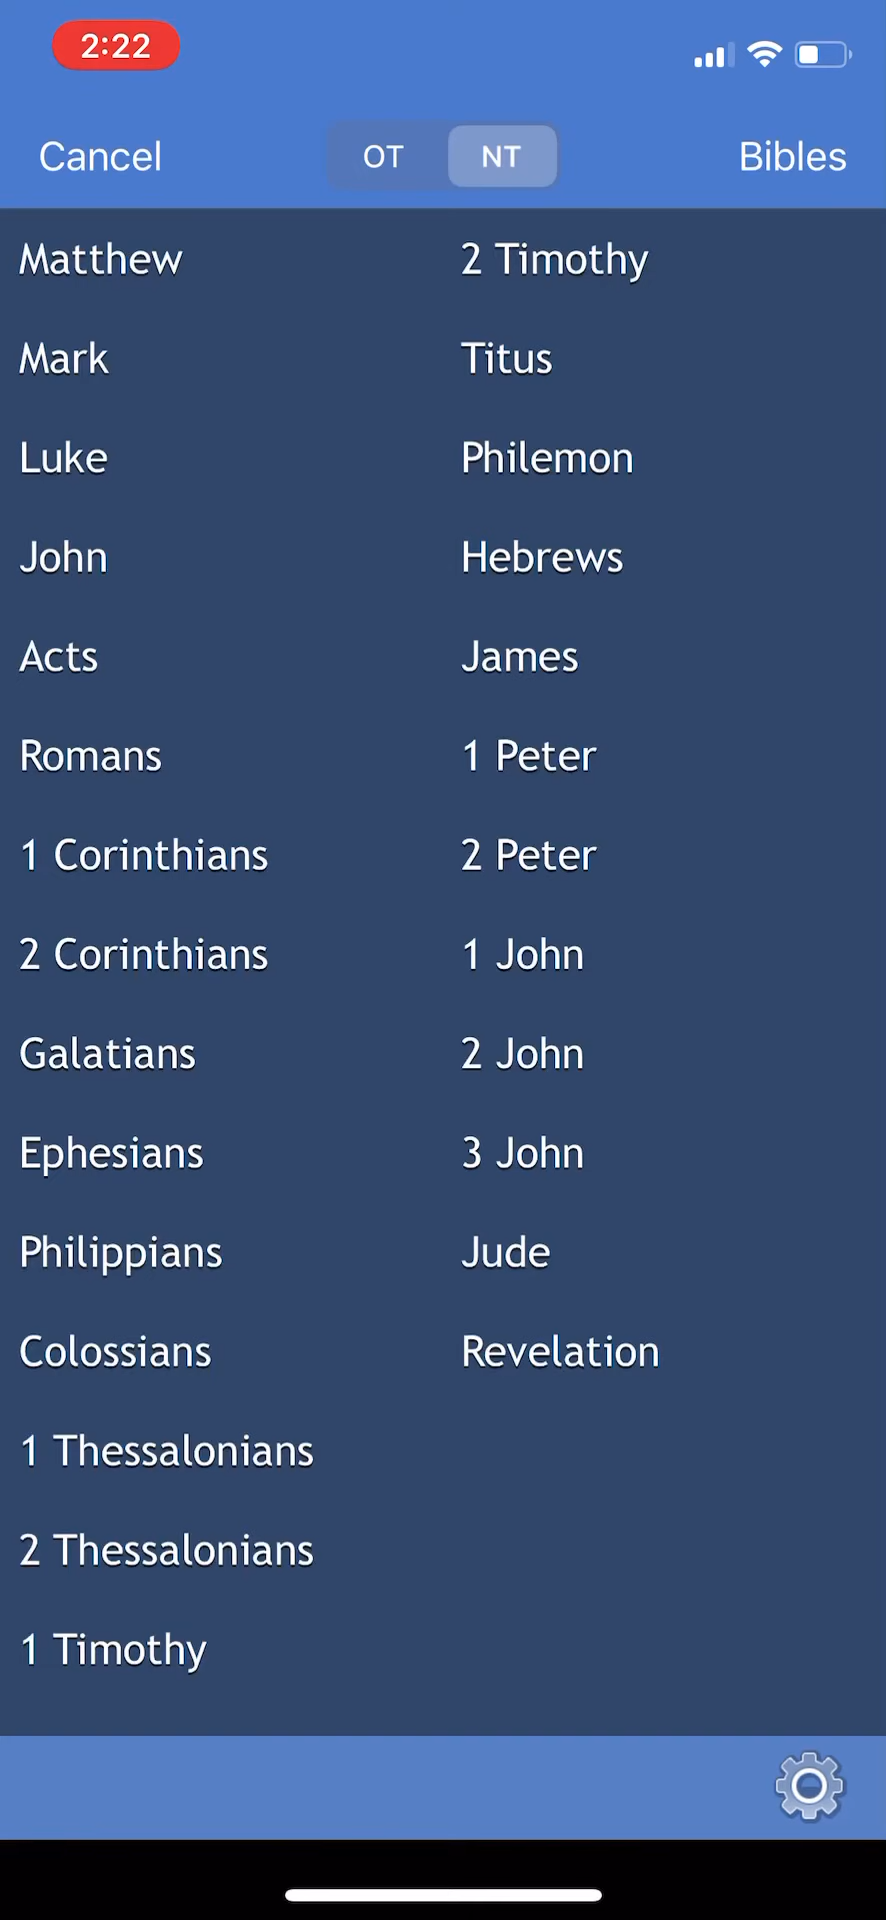 2:22
Cancel OT NT Bibles
Matthew
Mark
Luke
John
Acts
Romans
1 Corinthians
2 Corinthians
Galatians
Ephesians
Philippians
Colossians
1 Thessalonians
2 Thessalonians
1 Timothy
2 Timothy
Titus
Philemon
Hebrews
James
1 Peter
2 Peter
1 John
2 John
3 John
Jude
Revelation